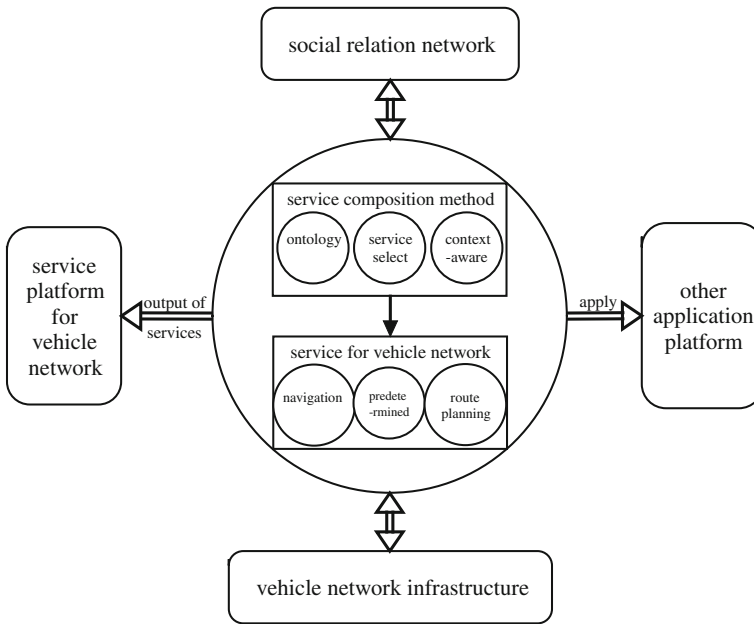 social relation network
service composition method
ontology
service
select
context
-aware
service
platform
for
vehicle
network
output of
services
apply
other
application
platform
service for vehicle network
navigation
predete
-rmined
route
planning
vehicle network infrastructure